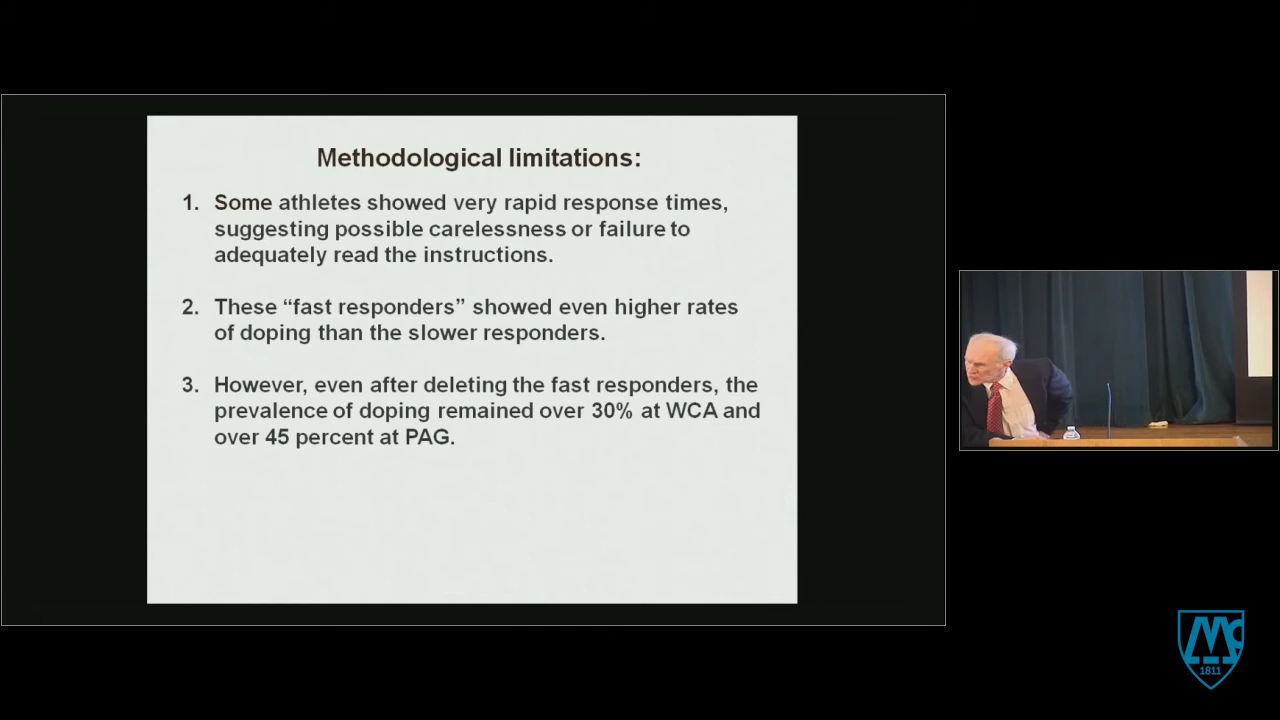 Methodological limitations:
1. Some athletes showed very rapid response times,
suggesting possible carelessness or failure to
adequately read the instructions.
2. These “fast responders” showed even higher rates
of doping than the slower responders.
3. However, even after deleting the fast responders, the
prevalence of doping remained over 30% at WCA and
over 45 percent at PAG.
Mc
1811